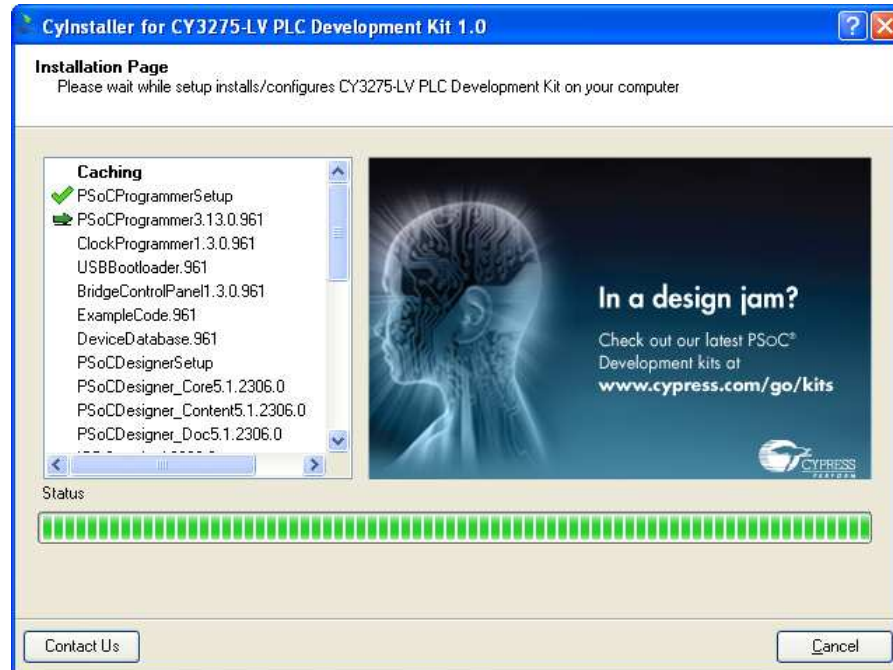 CyInstaller for CY3275-LV PLC Development Kit 1.0
Installation Page
Please wait while setup installs/configures CY3275-LV PLC Development Kit on your computer
Caching
PSoCProgrammerSetup
PSoCProgrammer3.13.0.961
ClockProgrammer1.3.0.961
USBBootloader.961
BridgeControlPanel1.3.0.961
ExampleCode.961
DeviceDatabase.961
PSoCDesignerSetup
PSoCDesigner_Core5.1.2306.0
PSoCDesigner_Content5.1.2306.0
PSoCDesigner_Doc5.1.2306.0
In a design jam?
Check out our latest PSoC®
Development kits at
www.cypress.com/go/kits
CYPRESS
PERFORM
Status
Contact Us
Cancel